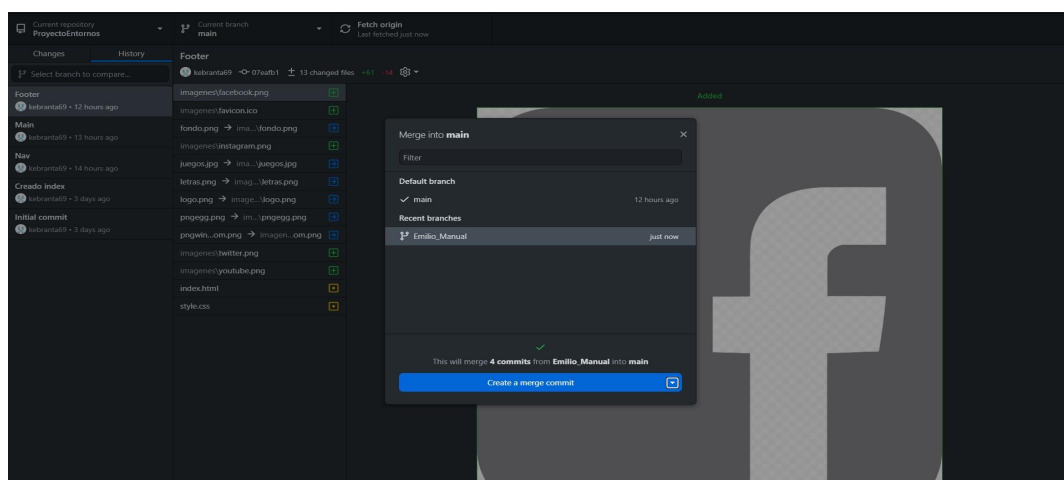 Current repository
ProyectoEntornos
Current branch
main
Fetch origin
Last fetched just now
Changes
History
Select branch to compare...
Footer
kebranta69 • 12 hours ago
Main
kebranta69 • 13 hours ago
Nav
kebranta69 • 14 hours ago
Creado index
kebranta69 • 3 days ago
Initial commit
kebranta69 • 3 days ago
Footer
kebranta69 07eafb1 13 changed files +61 -14
imagenes\facebook.png
imagenes\favicon.ico
fondo.png → ima...\fondo.png
imagenes\instagram.png
juegos.jpg → ima...\juegos.jpg
letras.png → imag...\letras.png
logo.png → image...\logo.png
pngegg.png → im...\pngegg.png
pngwin...om.png → imagen...om.png
imagenes\twitter.png
imagenes\youtube.png
index.html
style.css
Added
Merge into main
Filter
Default branch
main 12 hours ago
Recent branches
Emilio_Manual just now
This will merge 4 commits from Emilio_Manual into main
Create a merge commit